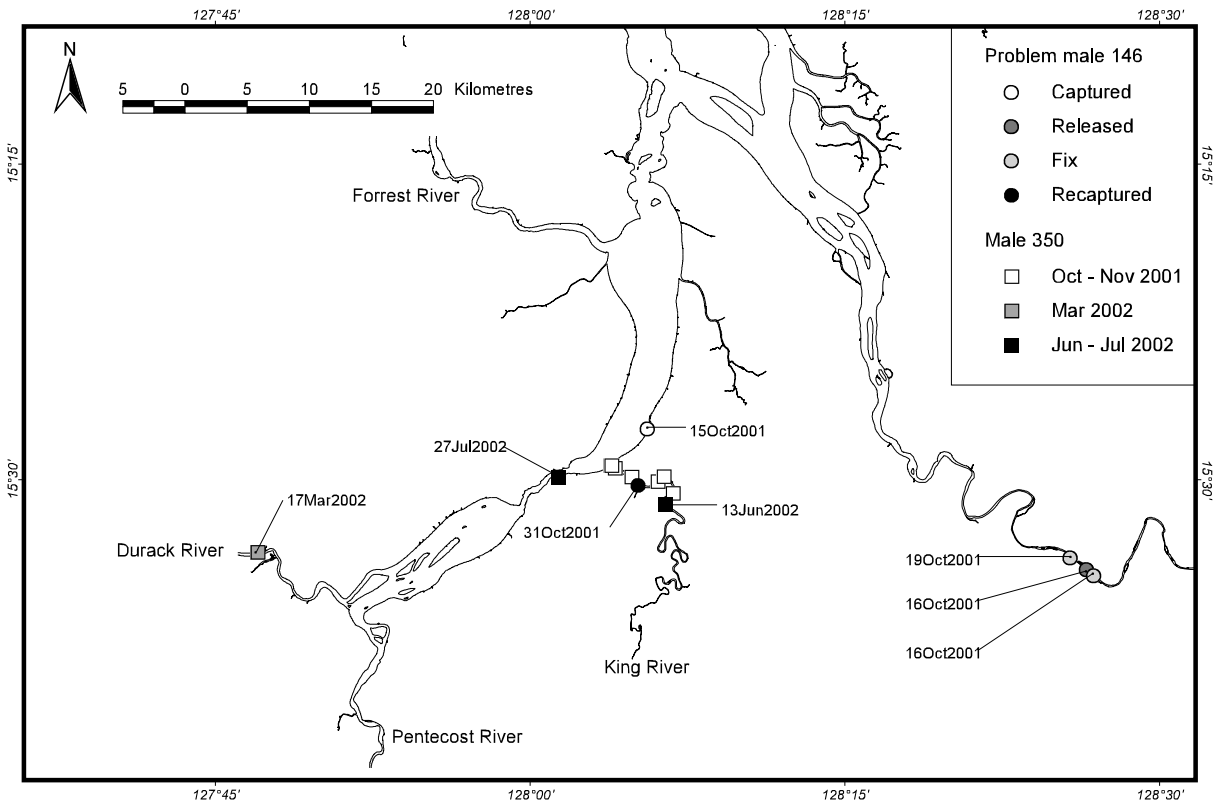 127°45' 128°00' 128°15' 128°30'
N
5 0 5 10 15 20 Kilometres
Problem male 146
Captured
Released
Fix
Recaptured
Male 350
Oct - Nov 2001
Mar 2002
Jun - Jul 2002
15°15' 15°15'
Forrest River
15Oct2001
27Jul2002
15°30' 15°30'
17Mar2002
13Jun2002
31Oct2001
Durack River
19Oct2001
16Oct2001
16Oct2001
King River
Pentecost River
127°45' 128°00' 128°15' 128°30'